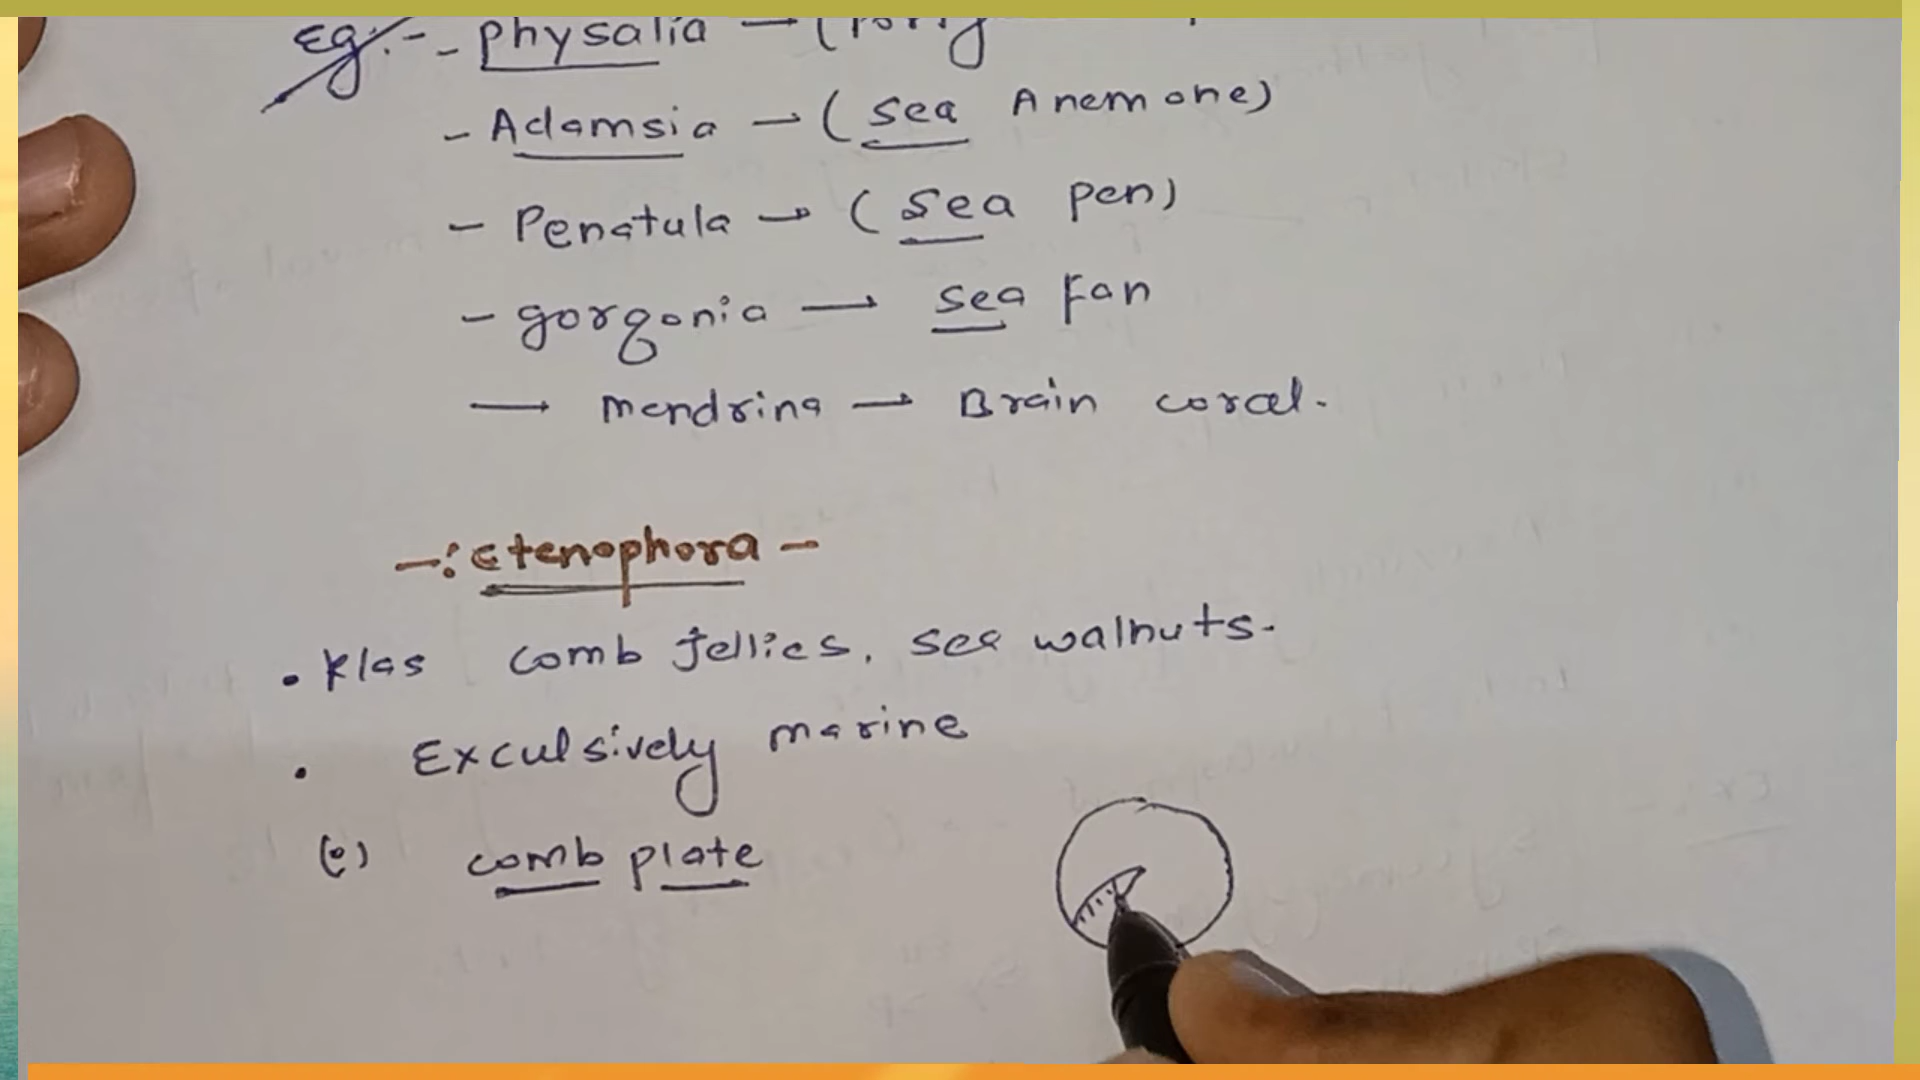 Eg:- - Physalia → (
- Adamsia → (Sea Anemone)
- Penatula → (Sea pen)
- gorgonia → Sea Fan
→ Mendrina → Brain coral.
-: ctenophora -
• Klas comb Jellies, sea walnuts.
• Exculsively marine
(•) comb plate